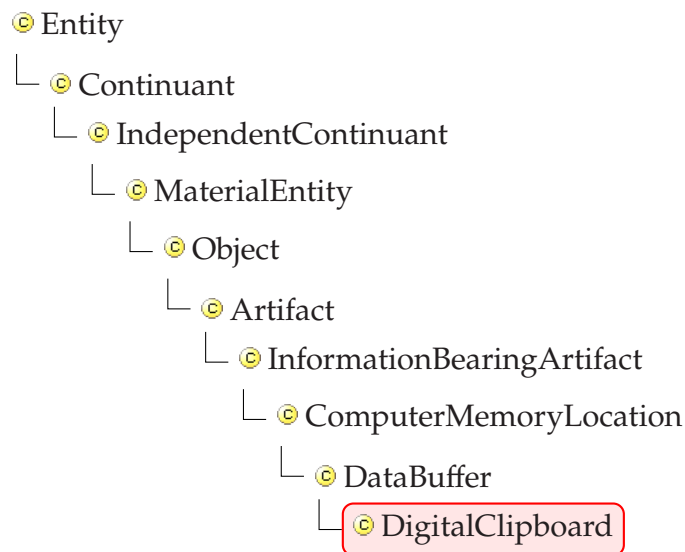 Entity
Continuant
IndependentContinuant
MaterialEntity
Object
Artifact
InformationBearingArtifact
ComputerMemoryLocation
DataBuffer
DigitalClipboard